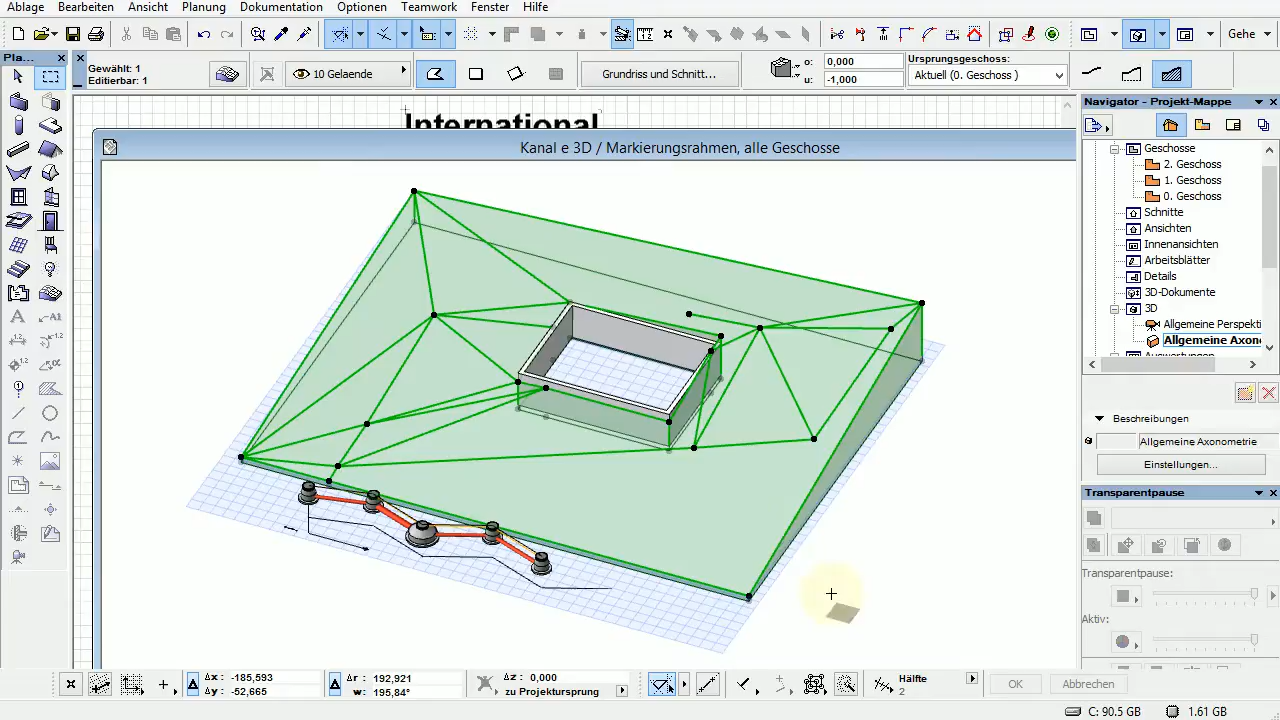 Ablage Bearbeiten Ansicht Planung Dokumentation Optionen Teamwork Fenster Hilfe Kanal
Gehe
Pla...
Gewählt: 1
Editierbar: 1
10 Gelaende
Grundriss und Schnitt...
o: 0,000
u: -1,000
Ursprungsgeschoss:
Aktuell (0. Geschoss )
International
Kanal e 3D / Markierungsrahmen, alle Geschosse
Navigator - Projekt-Mappe
Geschosse
2. Geschoss
1. Geschoss
0. Geschoss
Schnitte
Ansichten
Innenansichten
Arbeitsblätter
Details
3D-Dokumente
3D
Allgemeine Perspekti
Allgemeine Axono
Beschreibungen
Allgemeine Axonometrie
Einstellungen...
Transparentpause
Transparentpause:
Aktiv:
Δx: -185,593
Δy: -52,665
Δr: 192,921
w: 195,84°
Δz: 0,000
zu Projektursprung
Hälfte
2
OK
Abbrechen
C: 90.5 GB
1.61 GB